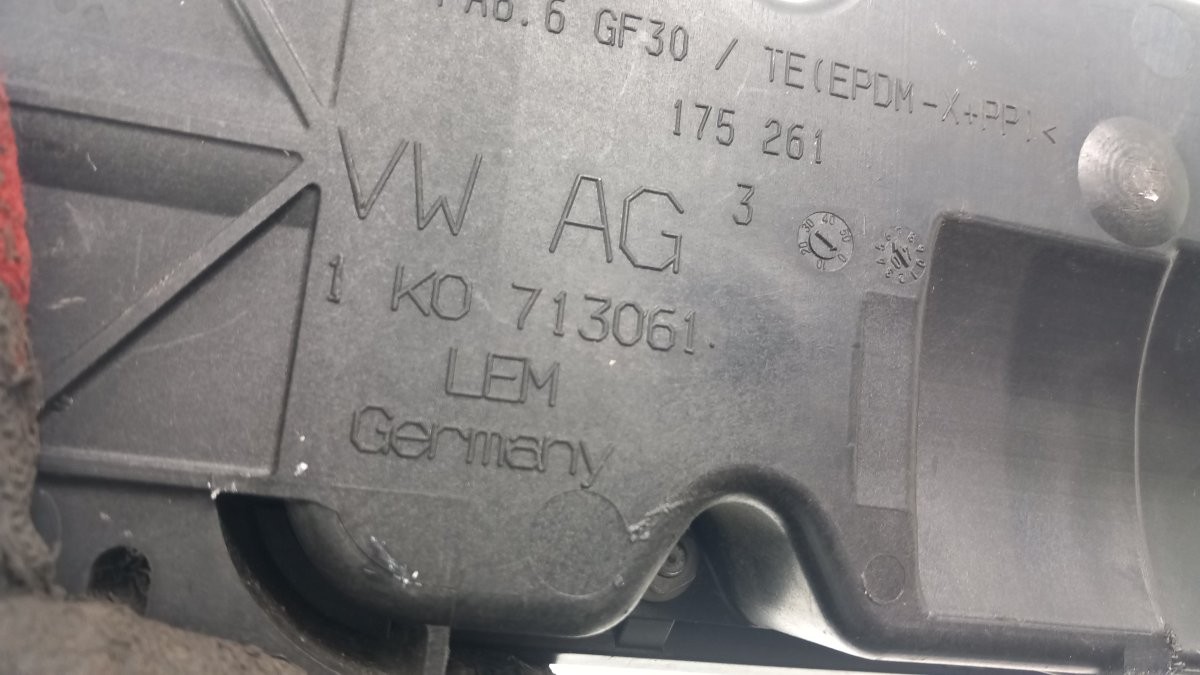 PA6.6 GF30 / TE(EPDM-X+PP)<
175 261
VW AG 3
1 K0 713061.
LEM
Germany